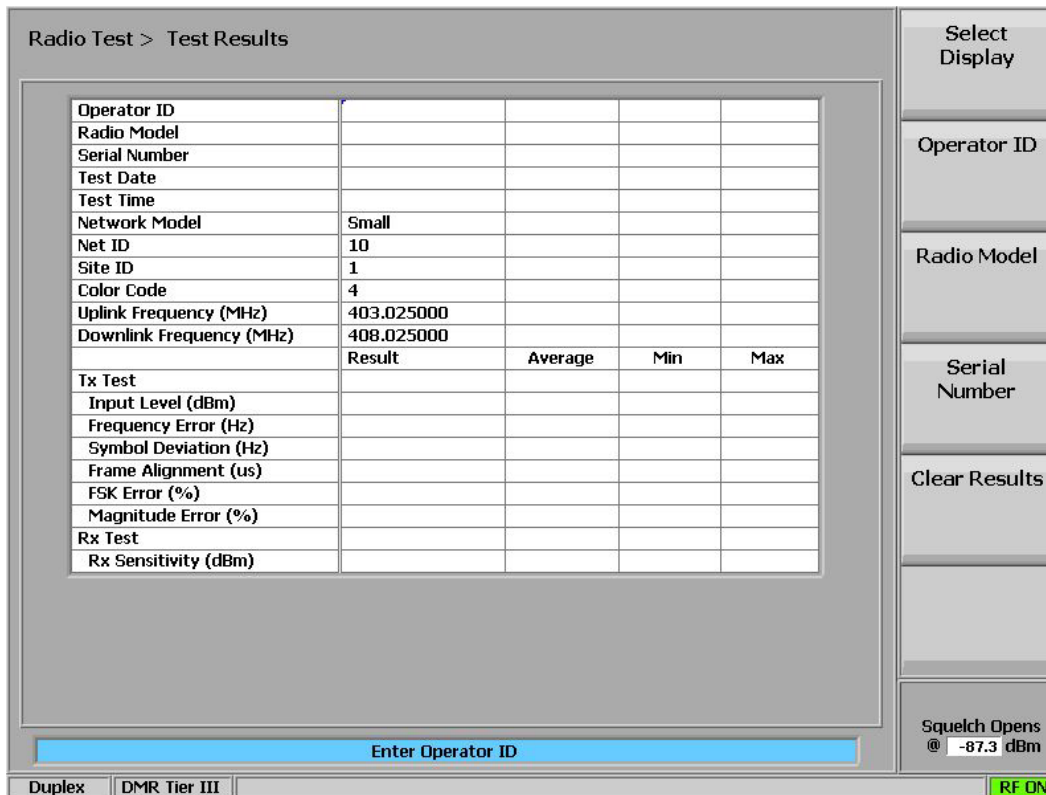 Radio Test > Test Results
Operator ID
Radio Model
Serial Number
Test Date
Test Time
Network Model Small
Net ID 10
Site ID 1
Color Code 4
Uplink Frequency (MHz) 403.025000
Downlink Frequency (MHz) 408.025000
Result Average Min Max
Tx Test
Input Level (dBm)
Frequency Error (Hz)
Symbol Deviation (Hz)
Frame Alignment (us)
FSK Error (%)
Magnitude Error (%)
Rx Test
Rx Sensitivity (dBm)
Enter Operator ID
Select
Display
Operator ID
Radio Model
Serial
Number
Clear Results
Squelch Opens
@ -87.3 dBm
Duplex DMR Tier III RF ON